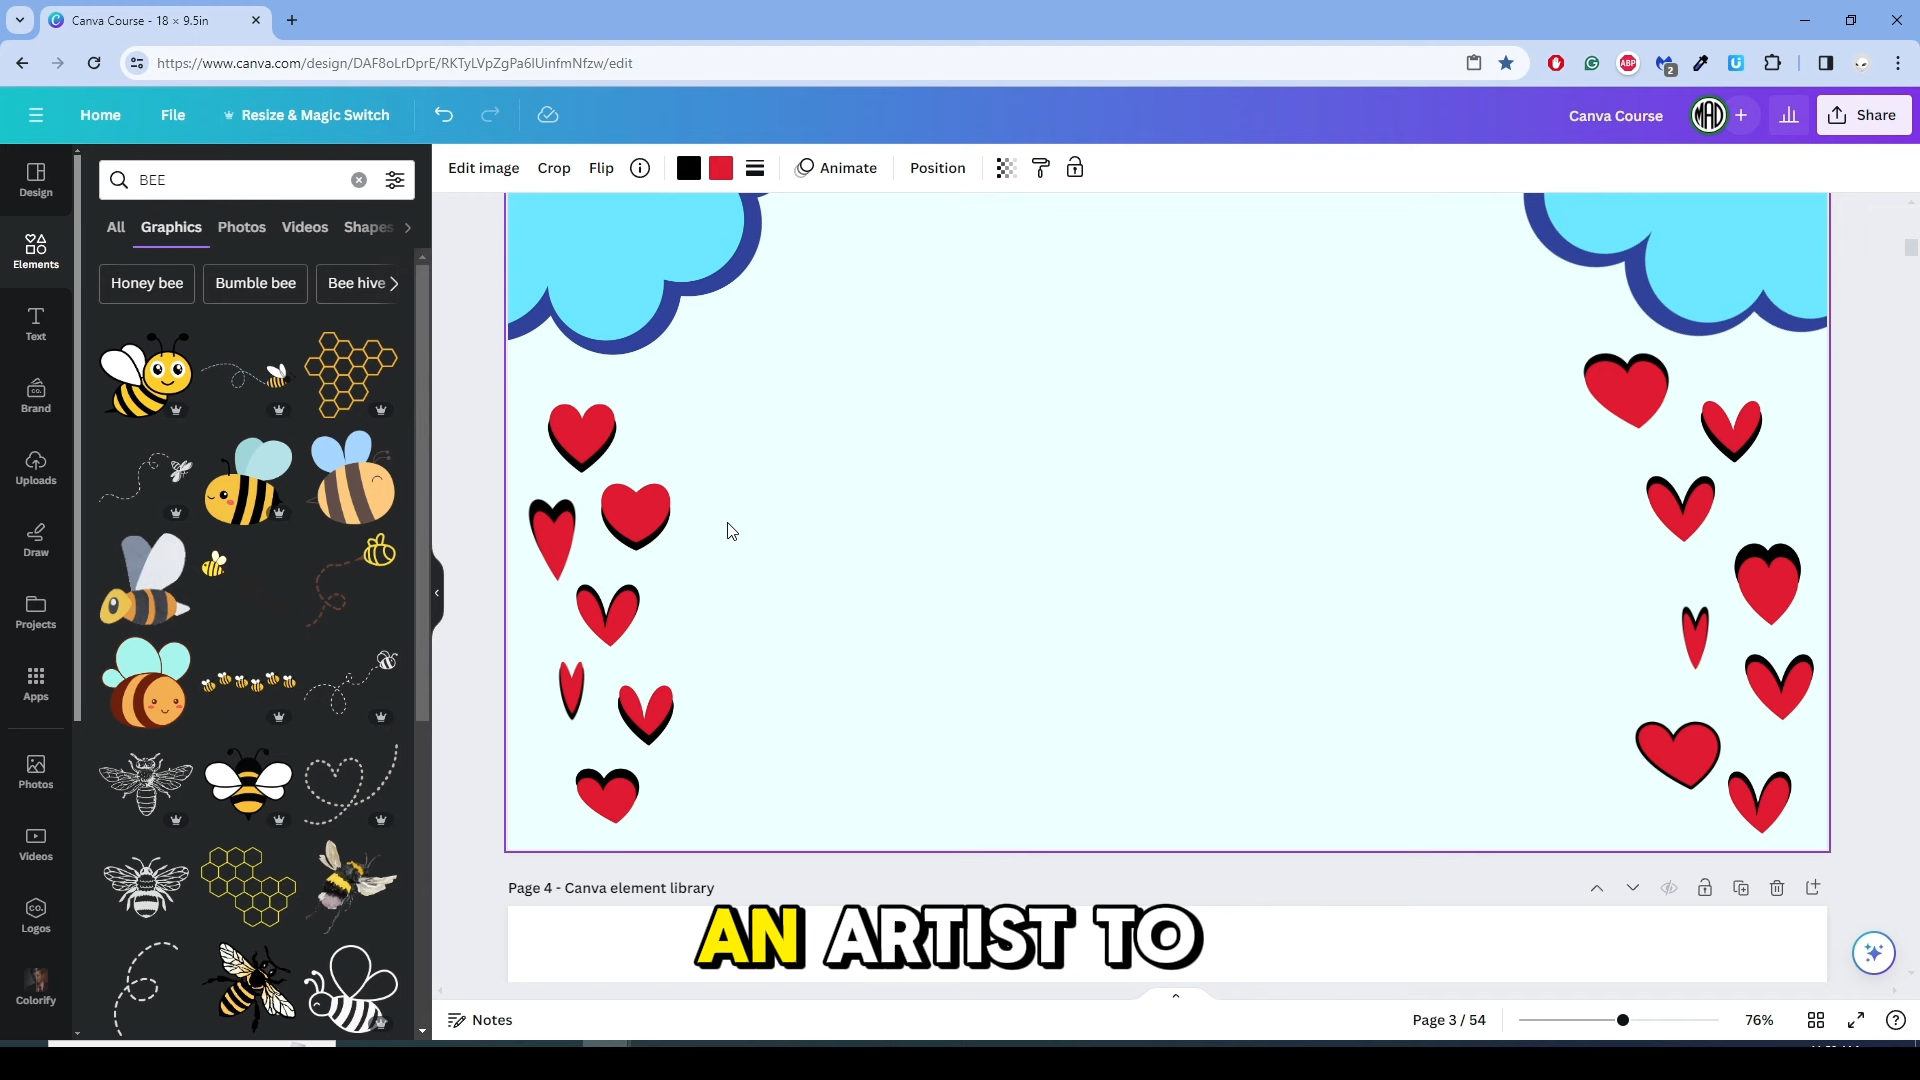 Canva Course - 18 × 9.5in
https://www.canva.com/design/DAF8oLrDprE/RKTyLVpZgPa6IUinfmNfzw/edit
ABP
2
Home
File
Resize & Magic Switch
Canva Course
MAD
Share
Design
Elements
Text
Brand
Uploads
Draw
Projects
Apps
Photos
Videos
Logos
Colorify
BEE
All
Graphics
Photos
Videos
Shapes
Honey bee
Bumble bee
Bee hive
Edit image
Crop
Flip
Animate
Position
Page 4 - Canva element library
AN ARTIST TO
Notes
Page 3 / 54
76%